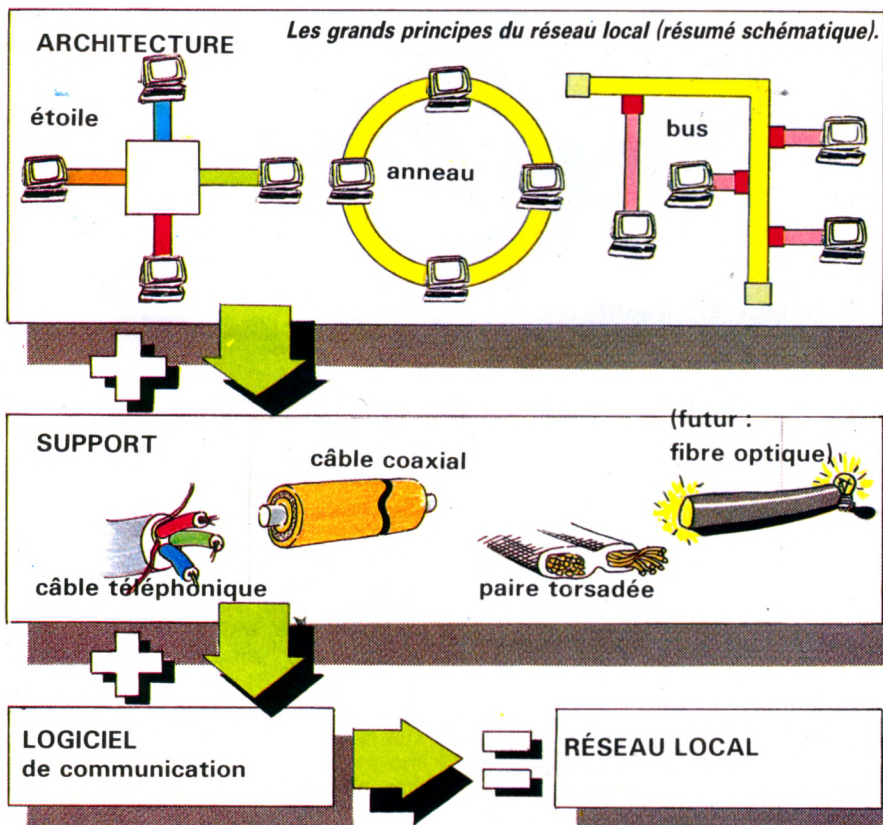 Les grands principes du réseau local (résumé schématique).
ARCHITECTURE
étoile
anneau
bus
SUPPORT
câble coaxial
(futur :
fibre optique)
câble téléphonique
paire torsadée
LOGICIEL
de communication
RÉSEAU LOCAL